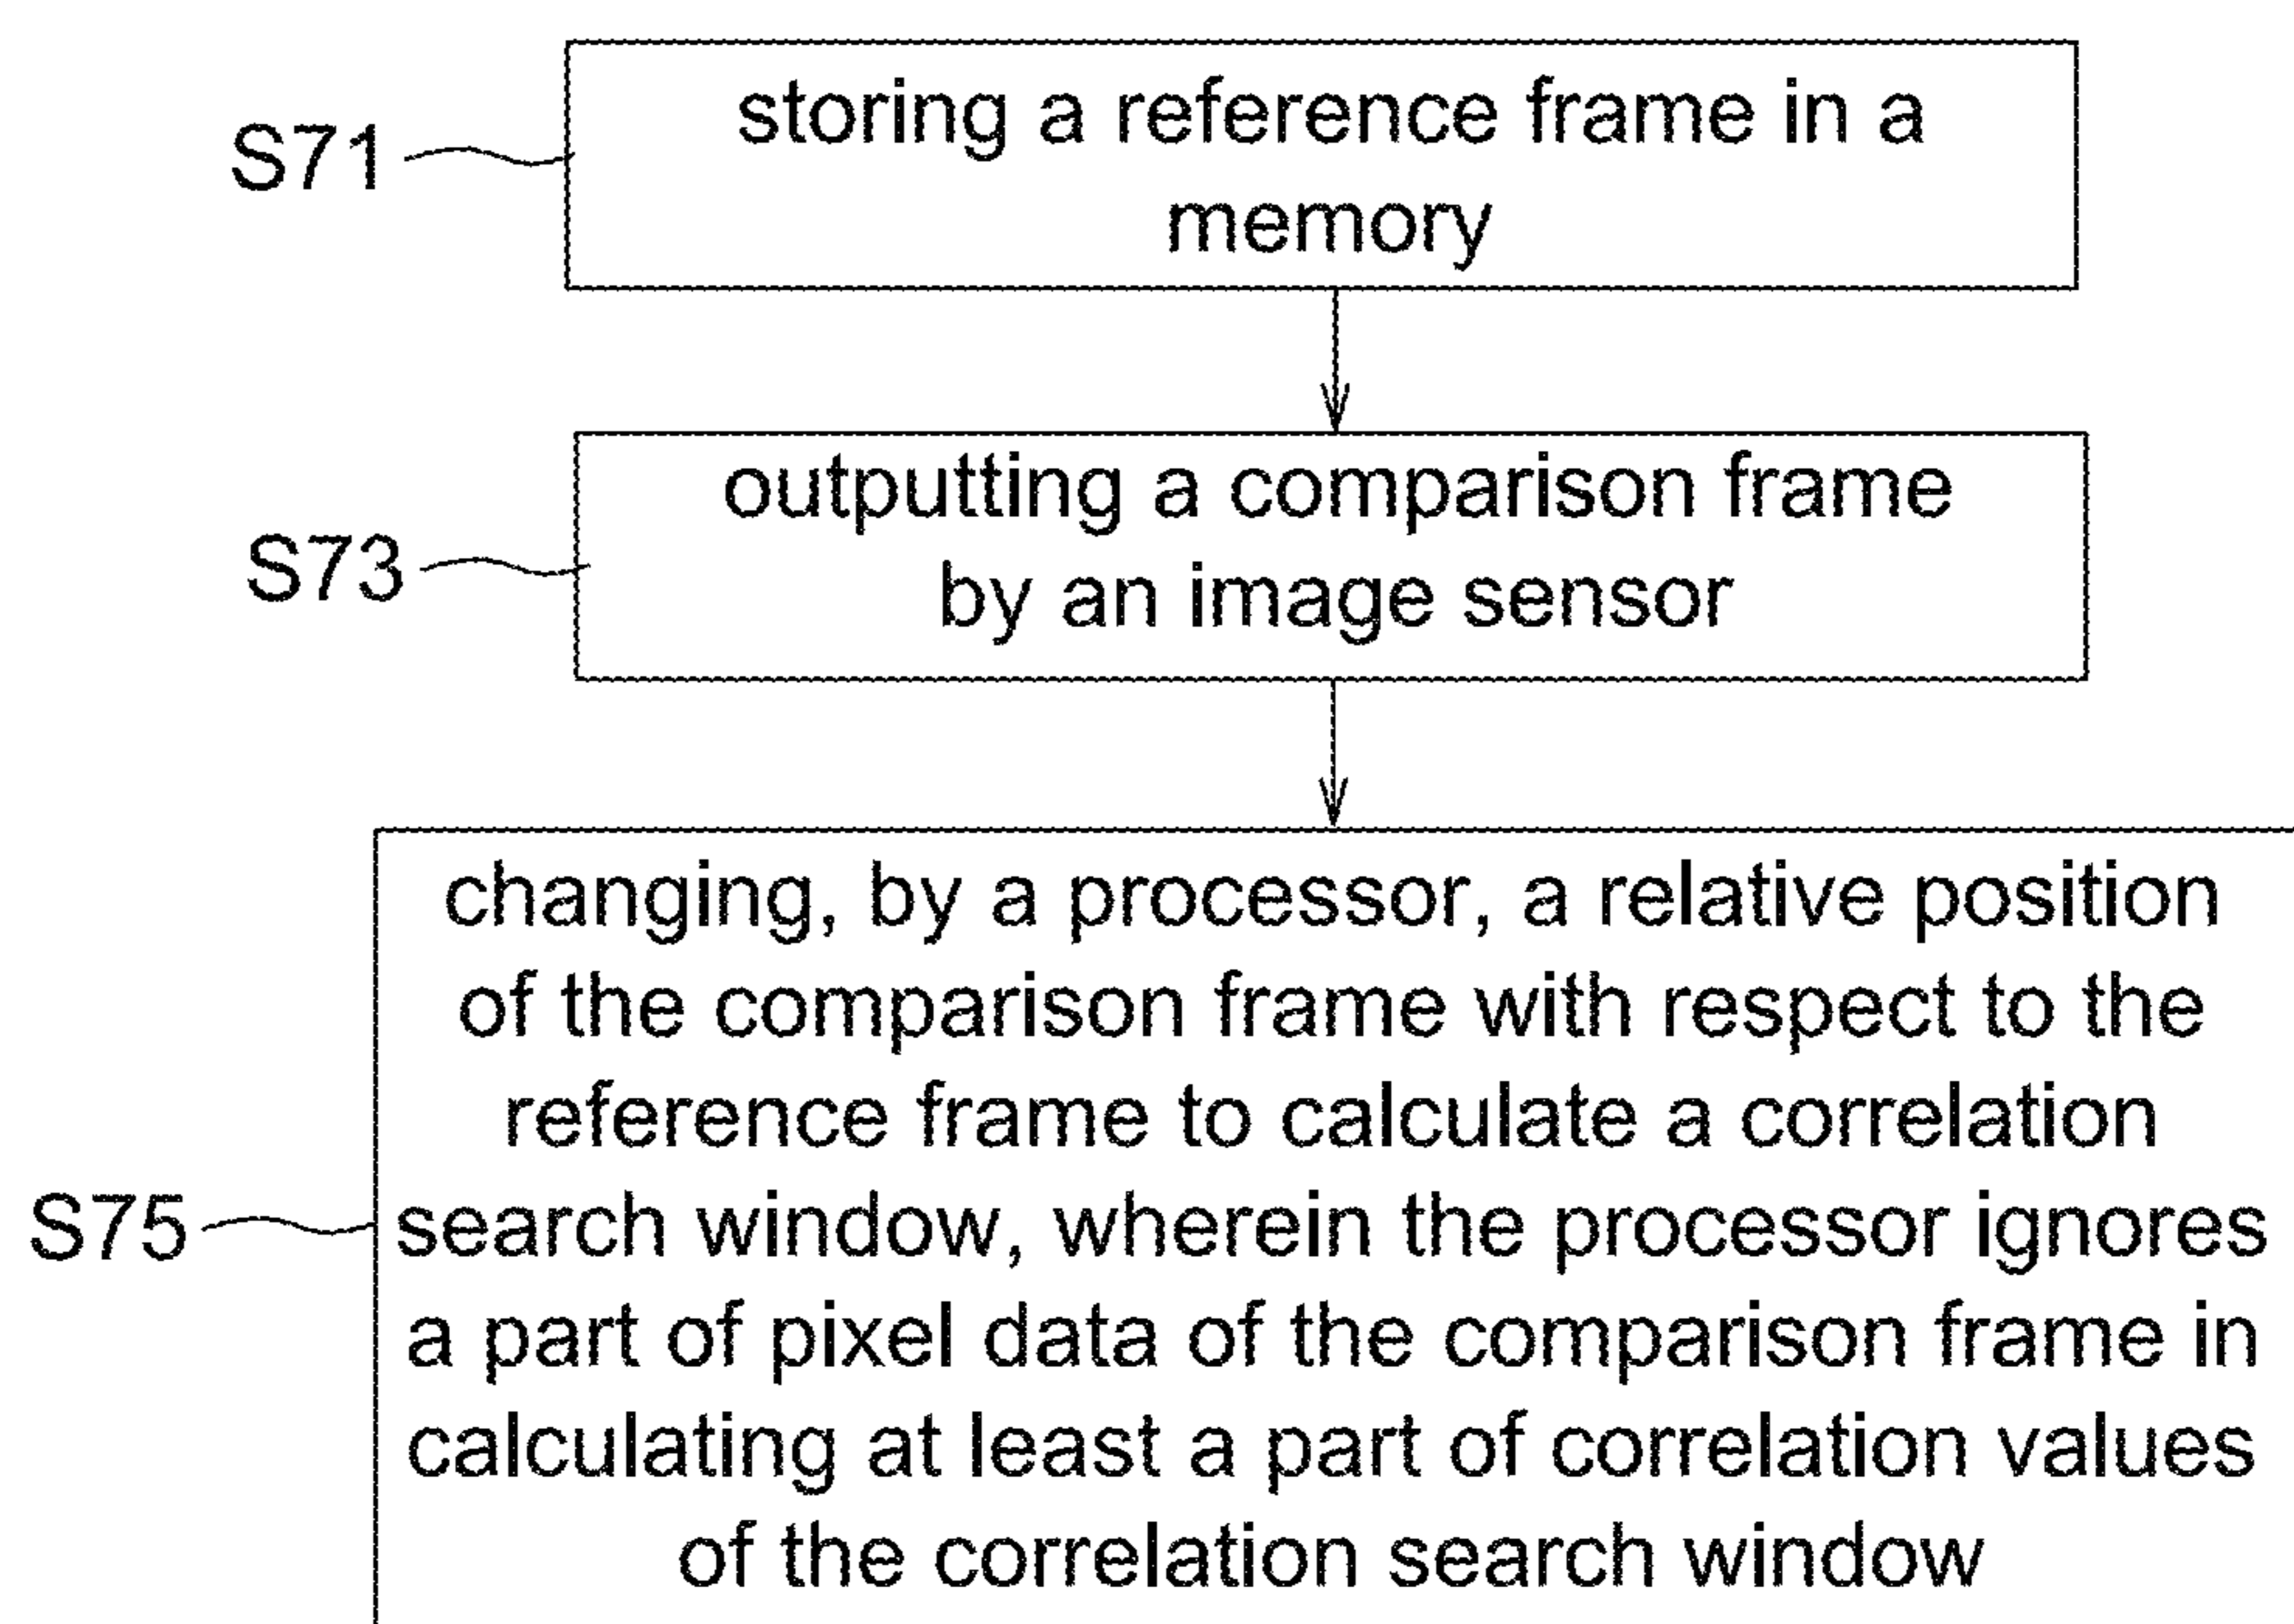 S71
storing a reference frame in a
memory
S73
outputting a comparison frame
by an image sensor
S75
changing, by a processor, a relative position
of the comparison frame with respect to the
reference frame to calculate a correlation
search window, wherein the processor ignores
a part of pixel data of the comparison frame in
calculating at least a part of correlation values
of the correlation search window